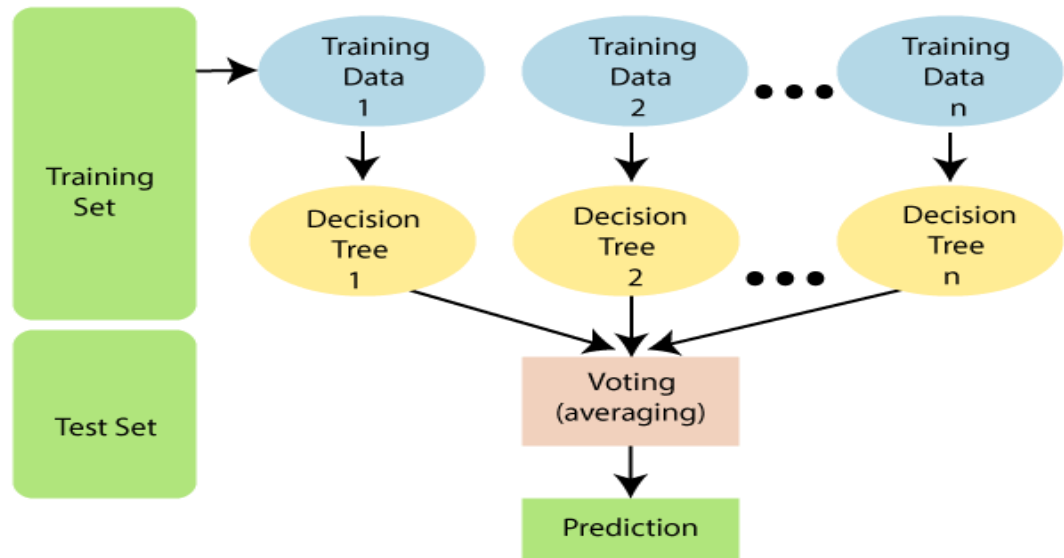 Training
Set
Test Set
Training
Data
1
Training
Data
2
Training
Data
n
Decision
Tree
1
Decision
Tree
2
Decision
Tree
n
Voting
(averaging)
Prediction